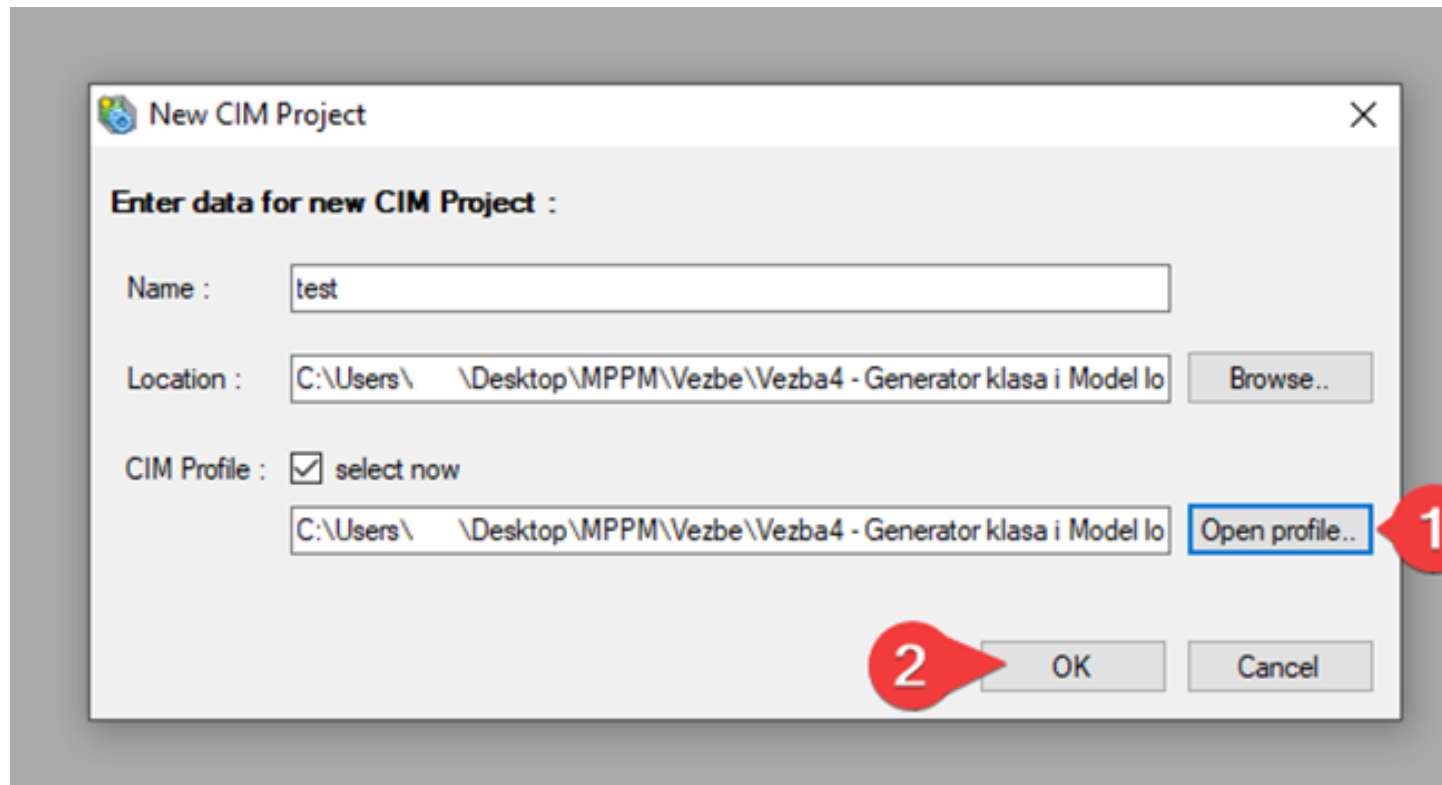 New CIM Project
Enter data for new CIM Project :
Name : test
Location : C:\Users\ \Desktop\MPPM\Vezbe\Vezba4 - Generator klasa i Model lo Browse..
CIM Profile : select now
C:\Users\ \Desktop\MPPM\Vezbe\Vezba4 - Generator klasa i Model lo Open profile.. 1
2 OK Cancel